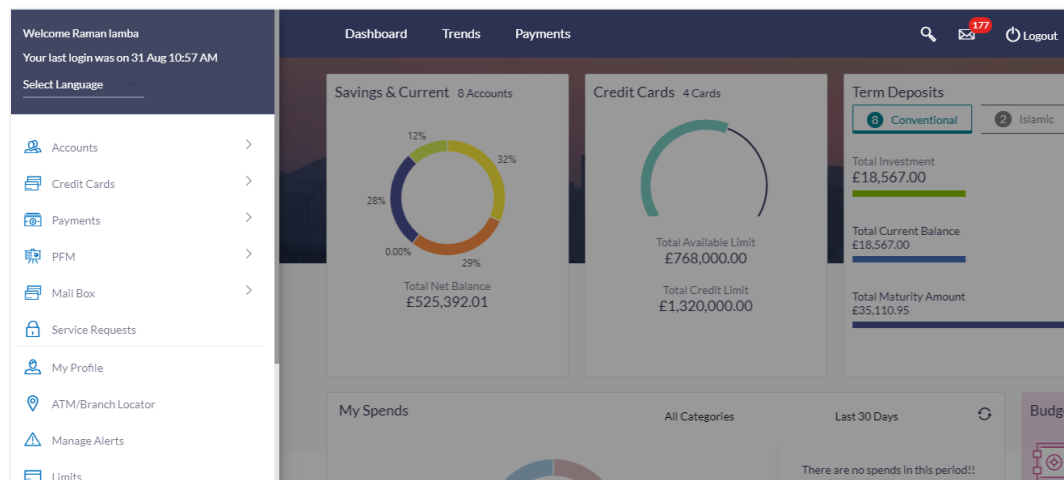 Welcome Raman lamba
Your last login was on 31 Aug 10:57 AM
Select Language
Accounts
Credit Cards
Payments
PFM
Mail Box
Service Requests
My Profile
ATM/Branch Locator
Manage Alerts
Limits
Dashboard Trends Payments
177
Logout
Savings & Current 8 Accounts
12%
32%
28%
0.00%
29%
Total Net Balance
£525,392.01
Credit Cards 4 Cards
Total Available Limit
£768,000.00
Total Credit Limit
£1,320,000.00
Term Deposits
8 Conventional
2 Islamic
Total Investment
£18,567.00
Total Current Balance
£18,567.00
Total Maturity Amount
£35,110.95
My Spends
All Categories
Last 30 Days
There are no spends in this period!!